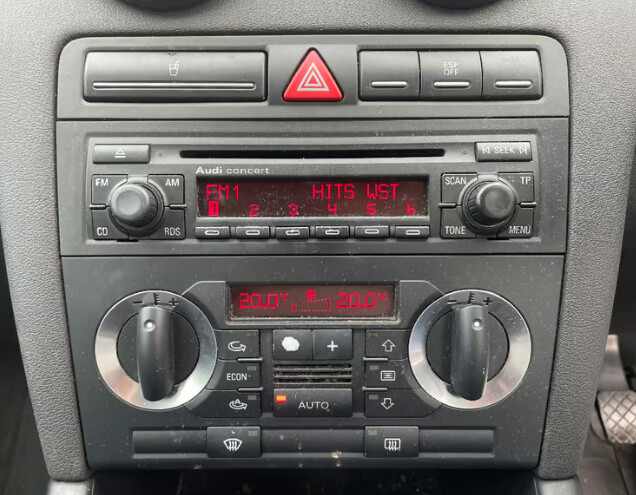 ESP OFF
SEEK
Audi concert
FM AM
FM1 HITS WST
SCAN TP
1 2 3 4 5 6
CD RDS
TONE MENU
20.0°C 20.0°C
- +
- +
+
ECON
AUTO